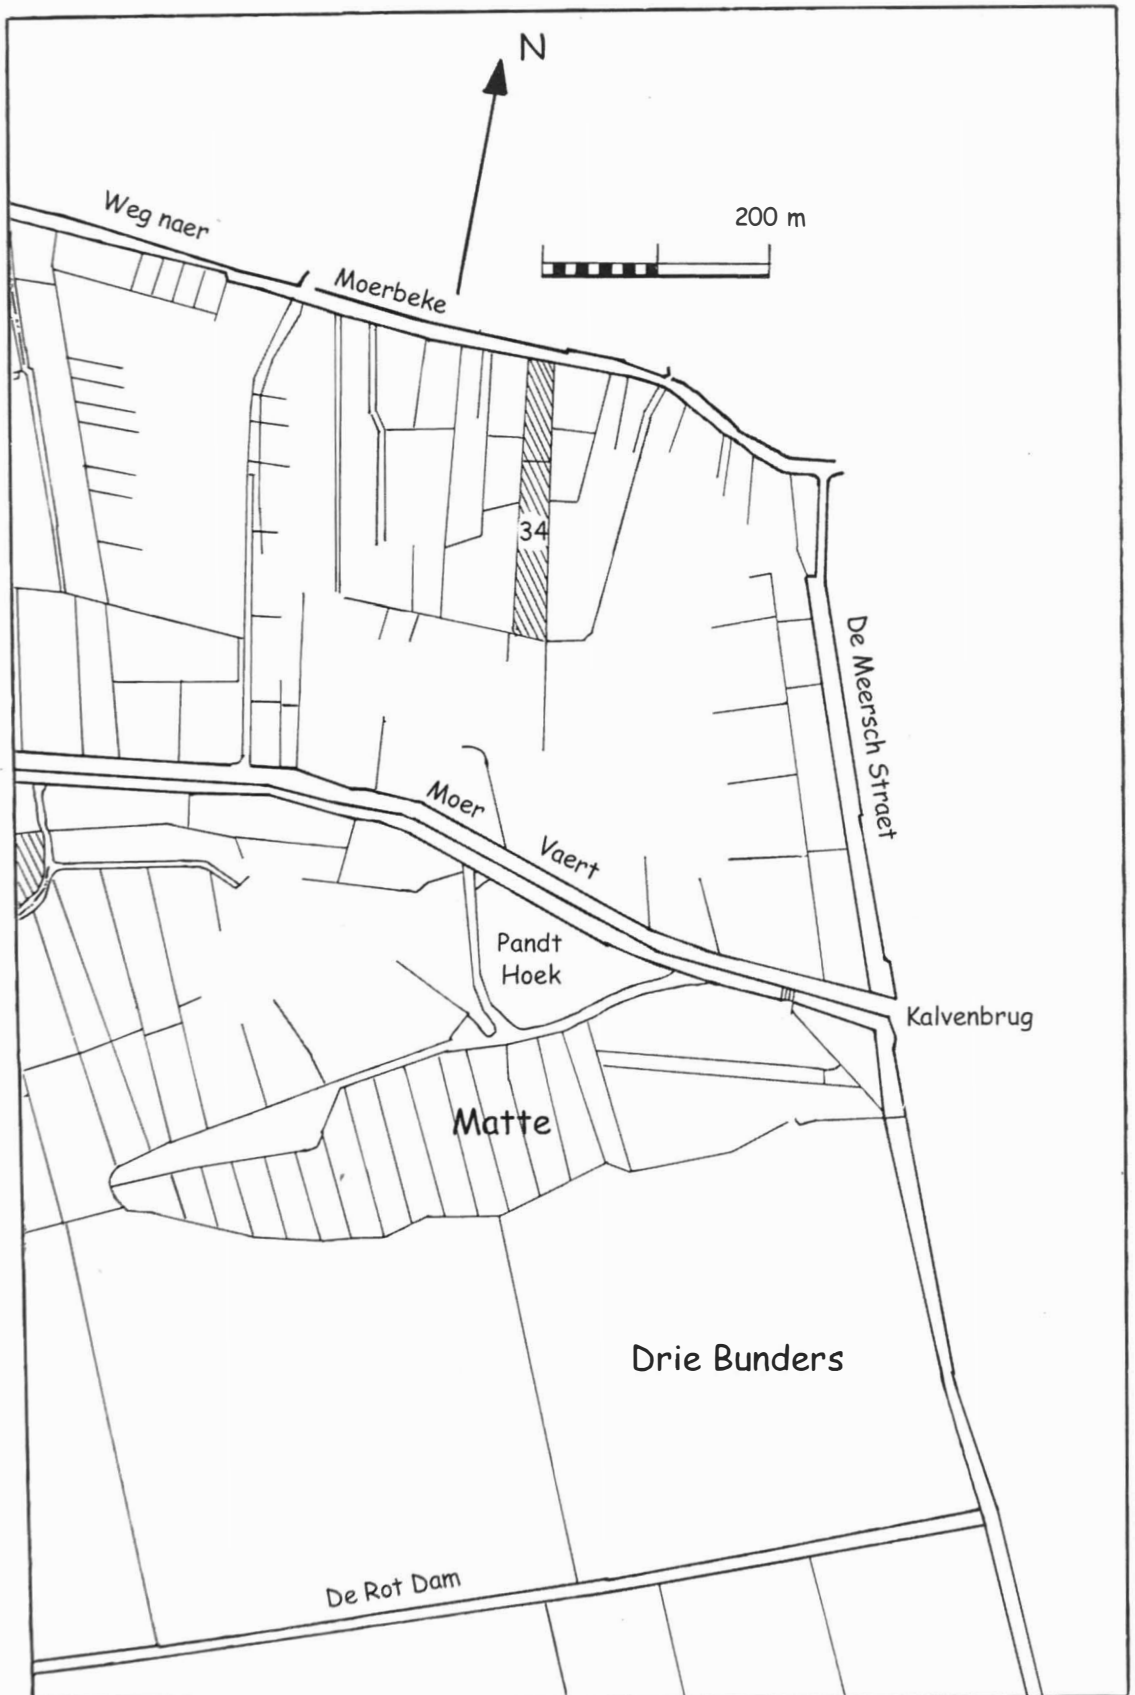 N
Weg naer
200 m
Moerbeke
34
De Meersch Straet
Moer
Vaert
Pandt
Hoek
Kalvenbrug
Matte
Drie Bunders
De Rot Dam